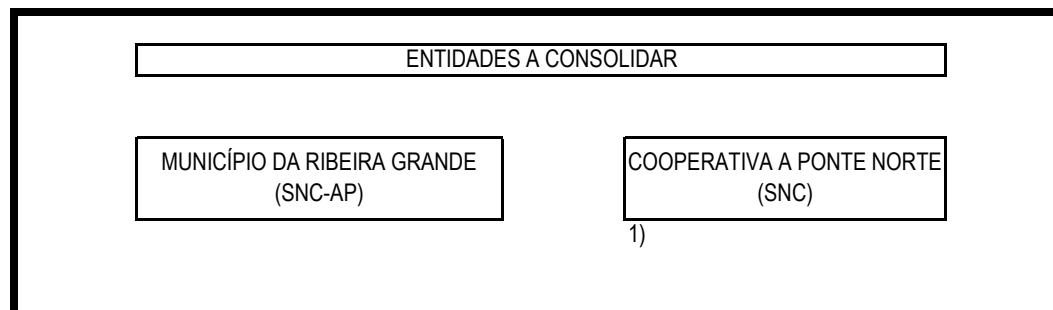 ENTIDADES A CONSOLIDAR
MUNICÍPIO DA RIBEIRA GRANDE
(SNC-AP)
COOPERATIVA A PONTE NORTE
(SNC)
1)